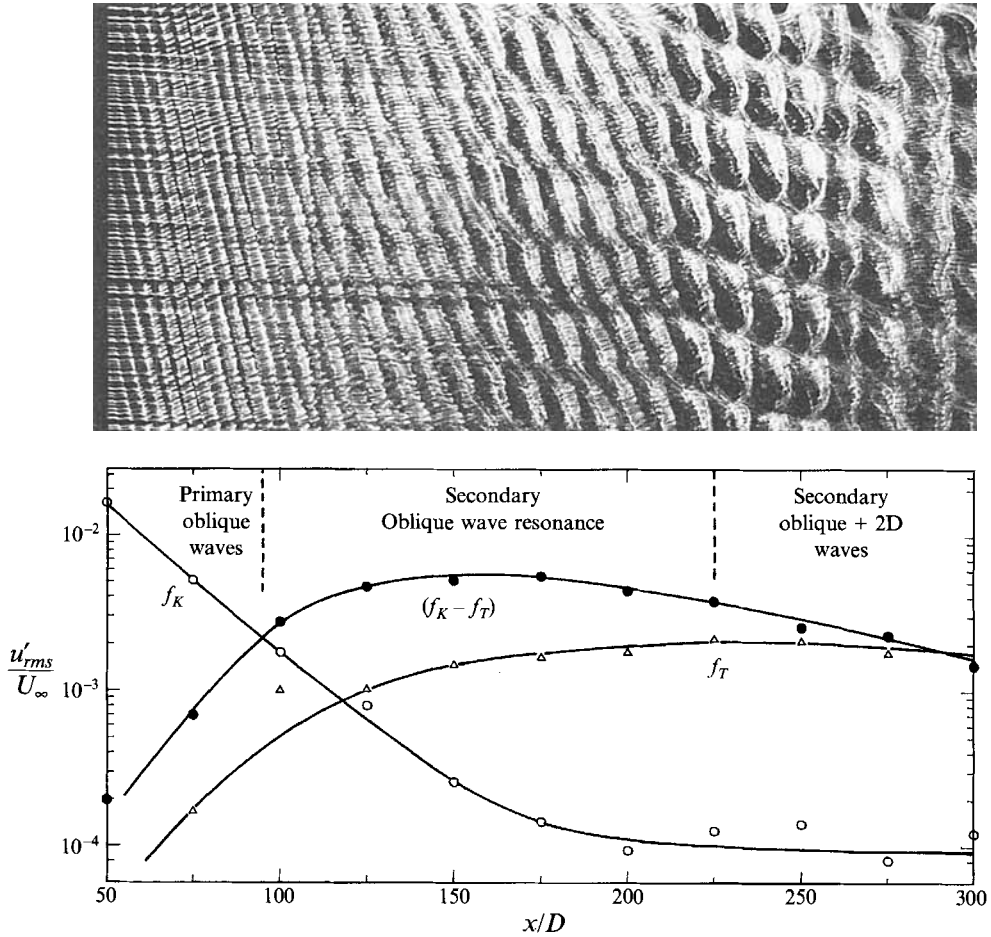 Primary
oblique
waves
Secondary
Oblique wave resonance
Secondary
oblique + 2D
waves
10⁻²
f_K
(f_K – f_T)
u′_rms
U_∞
10⁻³
f_T
10⁻⁴
50
100
150
200
250
300
x/D